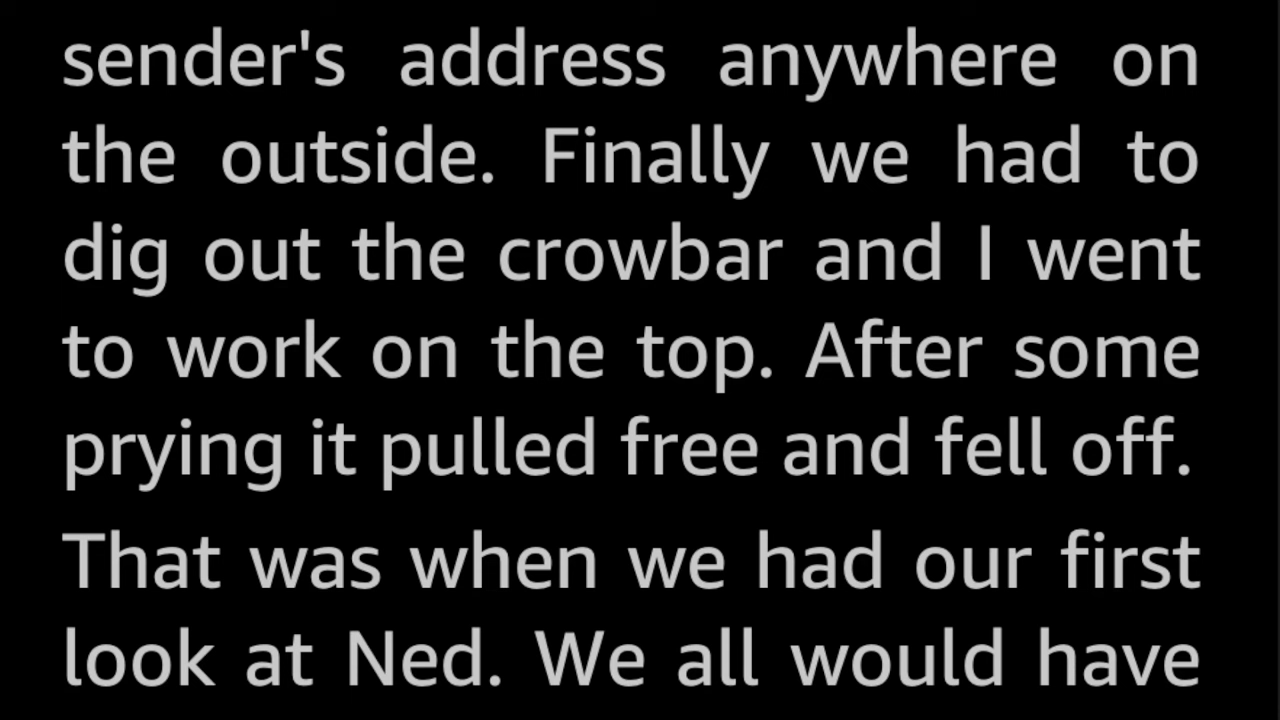 sender's address anywhere on
the outside. Finally we had to
dig out the crowbar and I went
to work on the top. After some
prying it pulled free and fell off.
That was when we had our first
look at Ned. We all would have